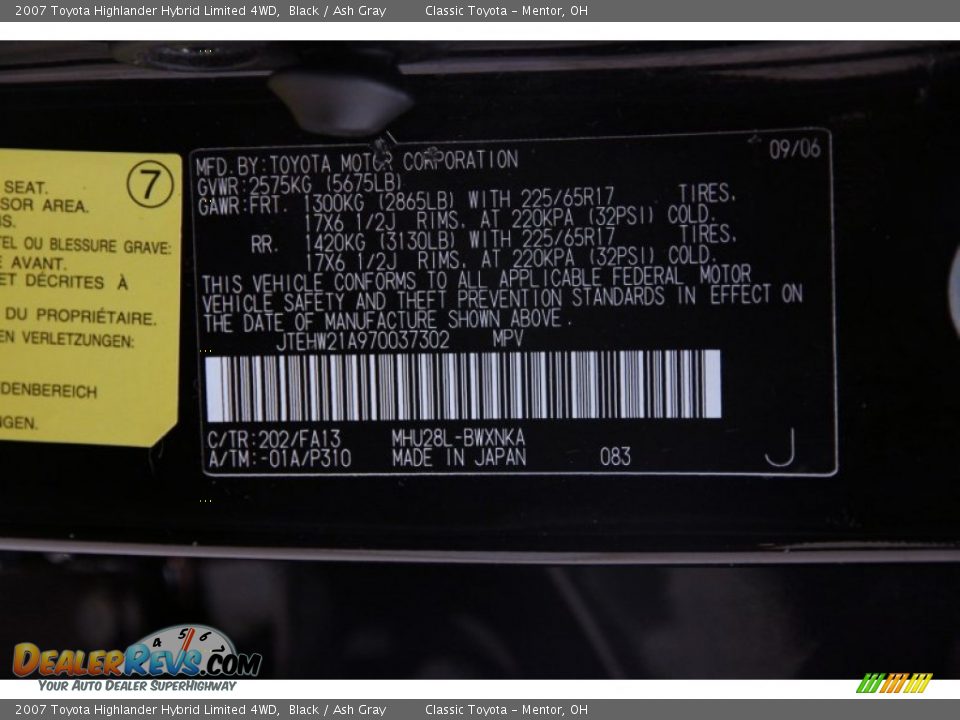 2007 Toyota Highlander Hybrid Limited 4WD, Black / Ash Gray Classic Toyota - Mentor, OH
7
SEAT.
SOR AREA.
TEL OU BLESSURE GRAVE:
AVANT.
ET DÉCRITES À
DU PROPRIÉTAIRE.
EN VERLETZUNGEN:
DENBEREICH
NGEN.
MFD.BY:TOYOTA MOTOR CORPORATION 09/06
GVWR:2575KG (5675LB)
GAWR:FRT. 1300KG (2865LB) WITH 225/65R17 TIRES,
17X6 1/2J RIMS, AT 220KPA (32PSI) COLD.
RR. 1420KG (3130LB) WITH 225/65R17 TIRES,
17X6 1/2J RIMS, AT 220KPA (32PSI) COLD.
THIS VEHICLE CONFORMS TO ALL APPLICABLE FEDERAL MOTOR
VEHICLE SAFETY AND THEFT PREVENTION STANDARDS IN EFFECT ON
THE DATE OF MANUFACTURE SHOWN ABOVE.
JTEHW21A970037302 MPV
C/TR:202/FA13 MHU28L-BWXNKA
A/TM:-01A/P310 MADE IN JAPAN 083 J
4 5 6
DEALERREVS.COM
YOUR AUTO DEALER SUPERHIGHWAY
2007 Toyota Highlander Hybrid Limited 4WD, Black / Ash Gray Classic Toyota - Mentor, OH